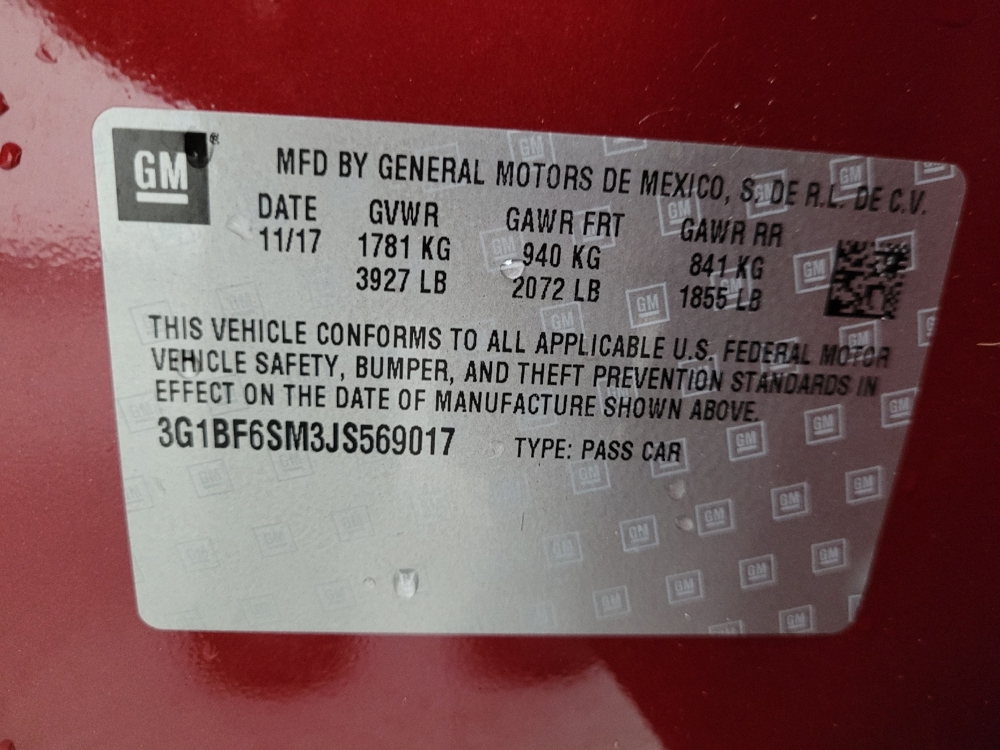 GM®
MFD BY GENERAL MOTORS DE MEXICO, S. DE R.L. DE C.V.
DATE GVWR GAWR FRT GAWR RR
11/17 1781 KG 940 KG 841 KG
3927 LB 2072 LB 1855 LB
THIS VEHICLE CONFORMS TO ALL APPLICABLE U.S. FEDERAL MOTOR
VEHICLE SAFETY, BUMPER, AND THEFT PREVENTION STANDARDS IN
EFFECT ON THE DATE OF MANUFACTURE SHOWN ABOVE.
3G1BF6SM3JS569017 TYPE: PASS CAR